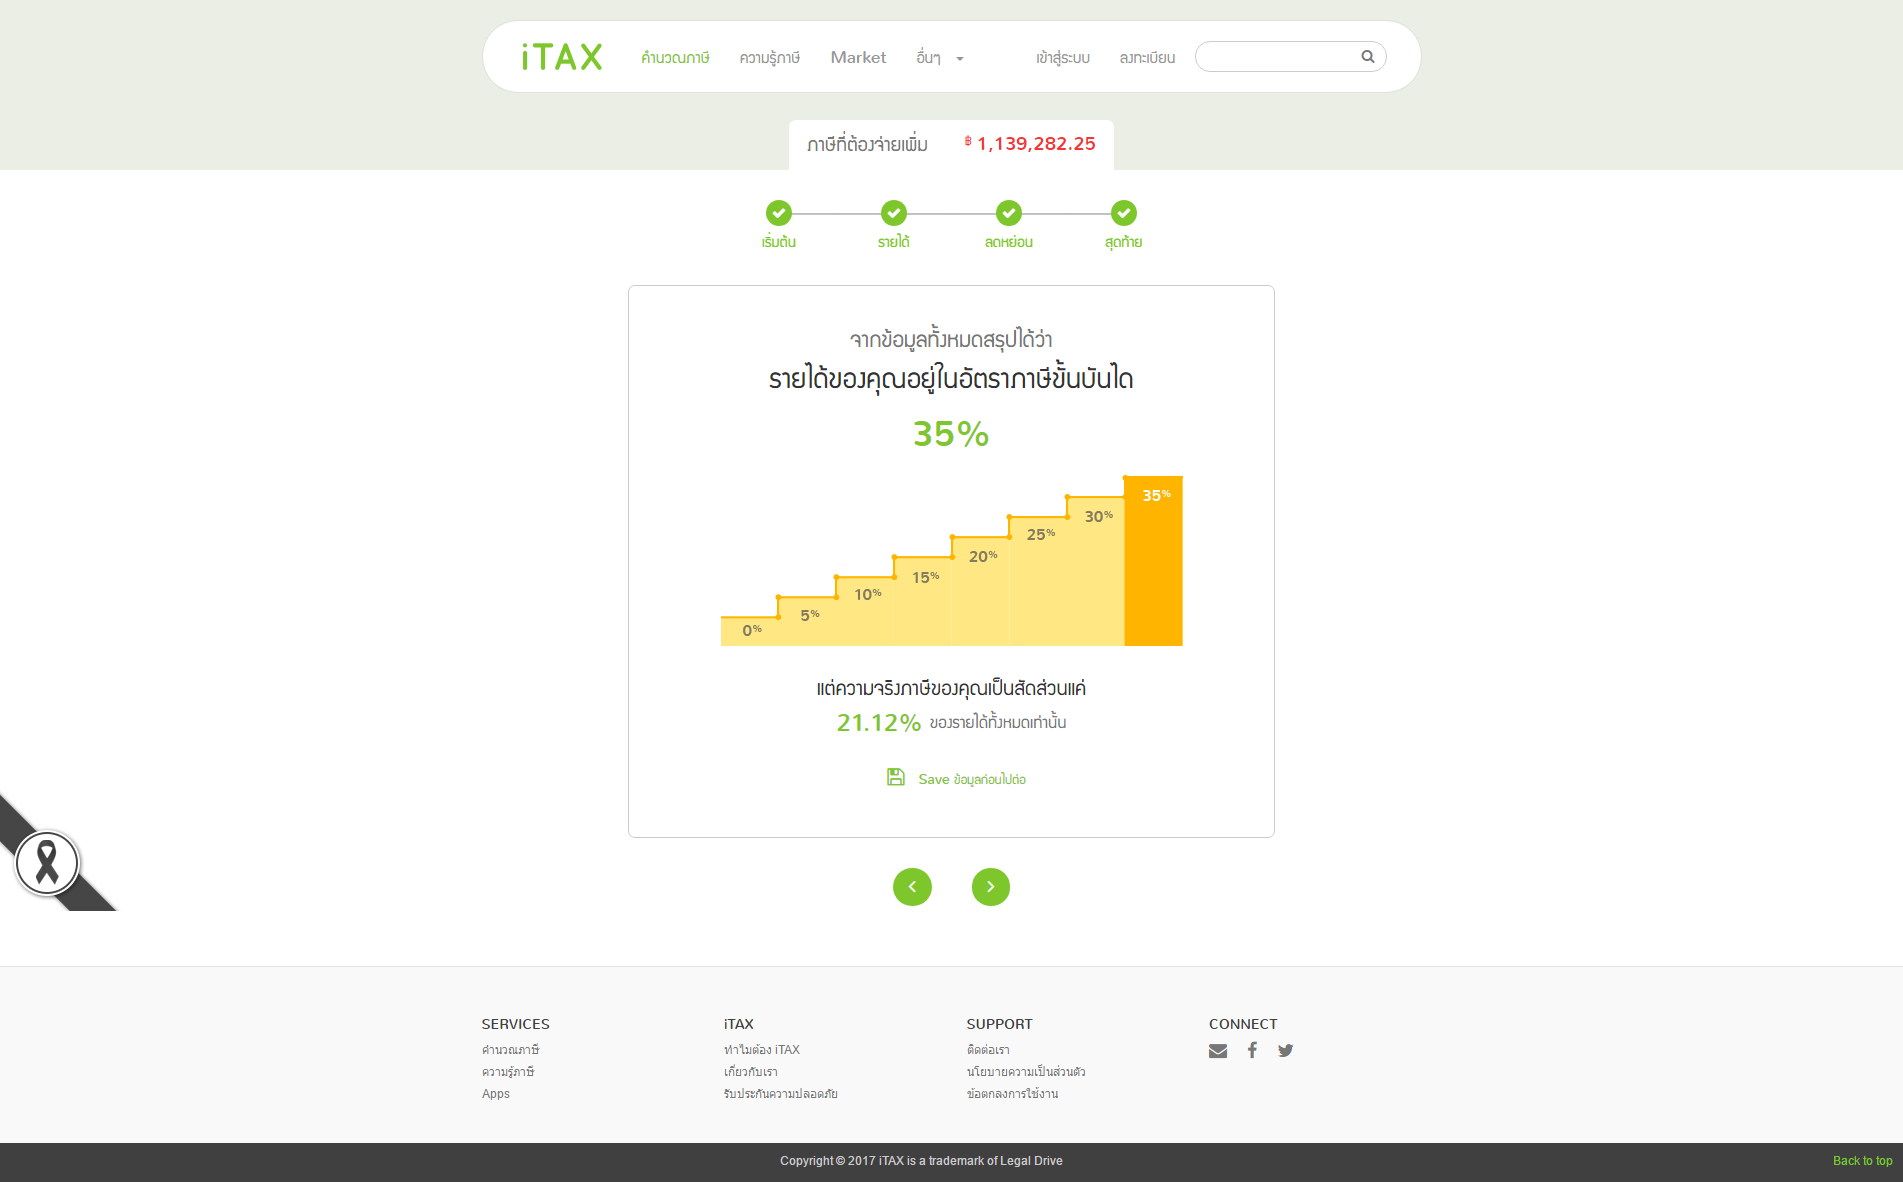 iTAX
คำนวณภาษี ความรู้ภาษี Market อื่นๆ เข้าสู่ระบบ ลงทะเบียน
ภาษีที่ต้องจ่ายเพิ่ม ฿ 1,139,282.25
เริ่มต้น รายได้ ลดหย่อน สุดท้าย
จากข้อมูลทั้งหมดสรุปได้ว่า
รายได้ของคุณอยู่ในอัตราภาษีขั้นบันได
35%
0% 5% 10% 15% 20% 25% 30% 35%
แต่ความจริงภาษีของคุณเป็นสัดส่วนแค่
21.12% ของรายได้ทั้งหมดเท่านั้น
Save ข้อมูลก่อนไปต่อ
SERVICES
คำนวณภาษี
ความรู้ภาษี
Apps
iTAX
ทำไมต้อง iTAX
เกี่ยวกับเรา
รับประกันความปลอดภัย
SUPPORT
ติดต่อเรา
นโยบายความเป็นส่วนตัว
ข้อตกลงการใช้งาน
CONNECT
Copyright © 2017 iTAX is a trademark of Legal Drive
Back to top